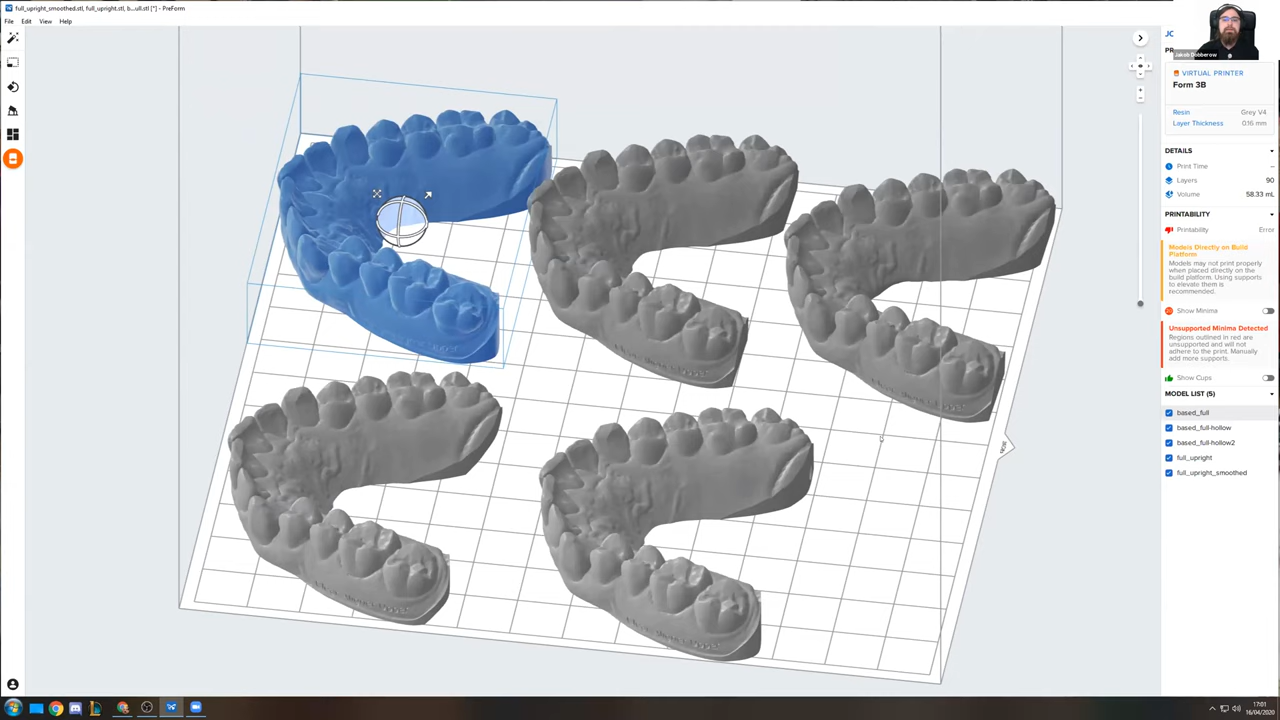 full_upright_smoothed.stl, full_upright.stl, b...ull.stl [*] - PreForm
File Edit View Help
Jakob Dobberow
VIRTUAL PRINTER
Form 3B
Resin Grey V4
Layer Thickness 0.16 mm
DETAILS
Print Time --
Layers 90
Volume 58.33 mL
PRINTABILITY
Printability Error
Models Directly on Build
Platform
Models may not print properly
when placed directly on the
build platform. Using supports
to elevate them is
recommended.
Show Minima
Unsupported Minima Detected
Regions outlined in red are
unsupported and will not
adhere to the print. Manually
add more supports.
Show Cups
MODEL LIST (5)
based_full
based_full-hollow
based_full-hollow2
full_upright
full_upright_smoothed
17:01
16/04/2020